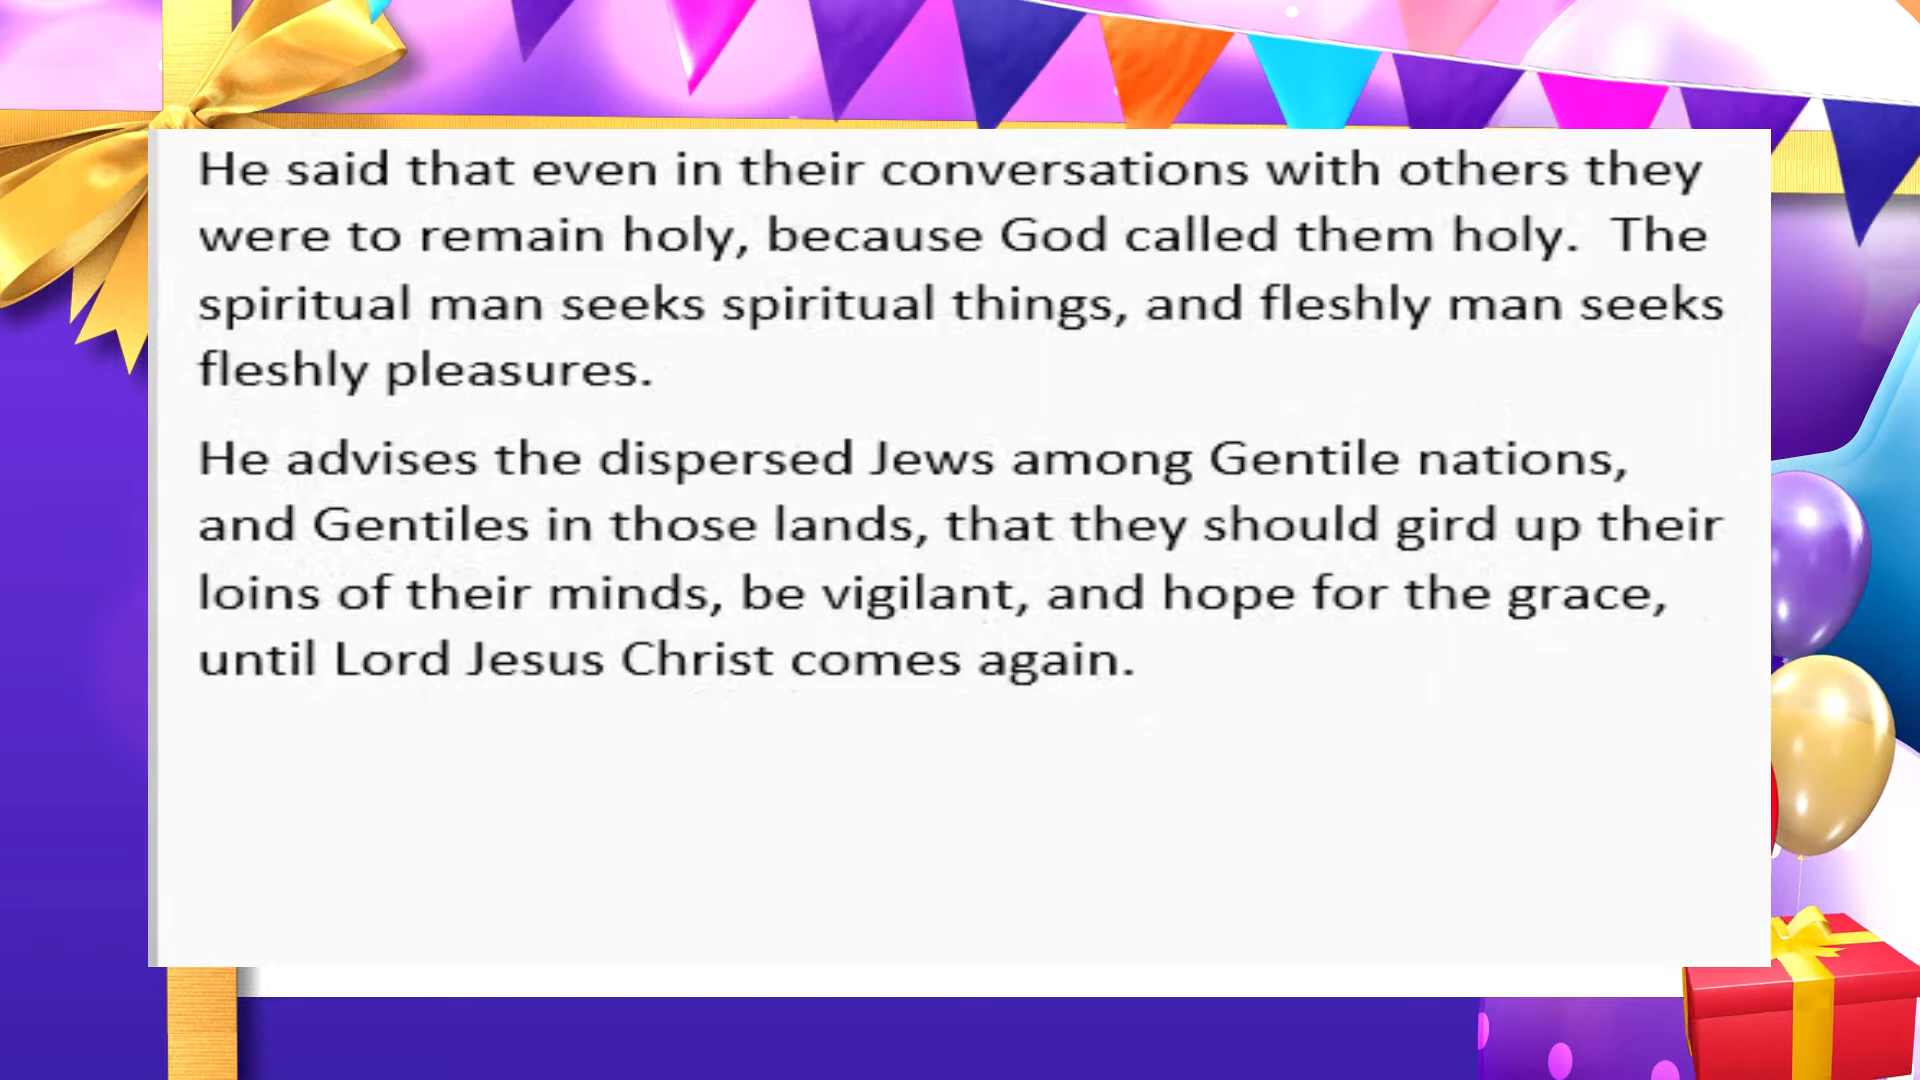 He said that even in their conversations with others they
were to remain holy, because God called them holy.  The
spiritual man seeks spiritual things, and fleshly man seeks
fleshly pleasures.
He advises the dispersed Jews among Gentile nations,
and Gentiles in those lands, that they should gird up their
loins of their minds, be vigilant, and hope for the grace,
until Lord Jesus Christ comes again.